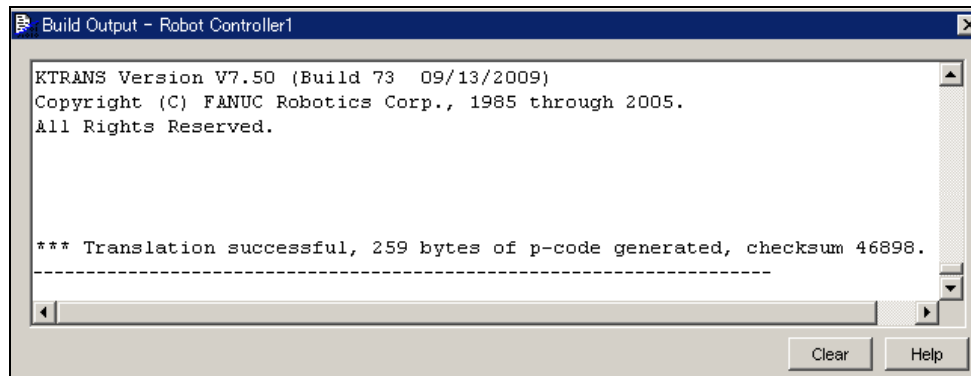 Build Output - Robot Controller1
KTRANS Version V7.50 (Build 73  09/13/2009)
Copyright (C) FANUC Robotics Corp., 1985 through 2005.
All Rights Reserved.
*** Translation successful, 259 bytes of p-code generated, checksum 46898.
----------------------------------------------------------------------
Clear Help